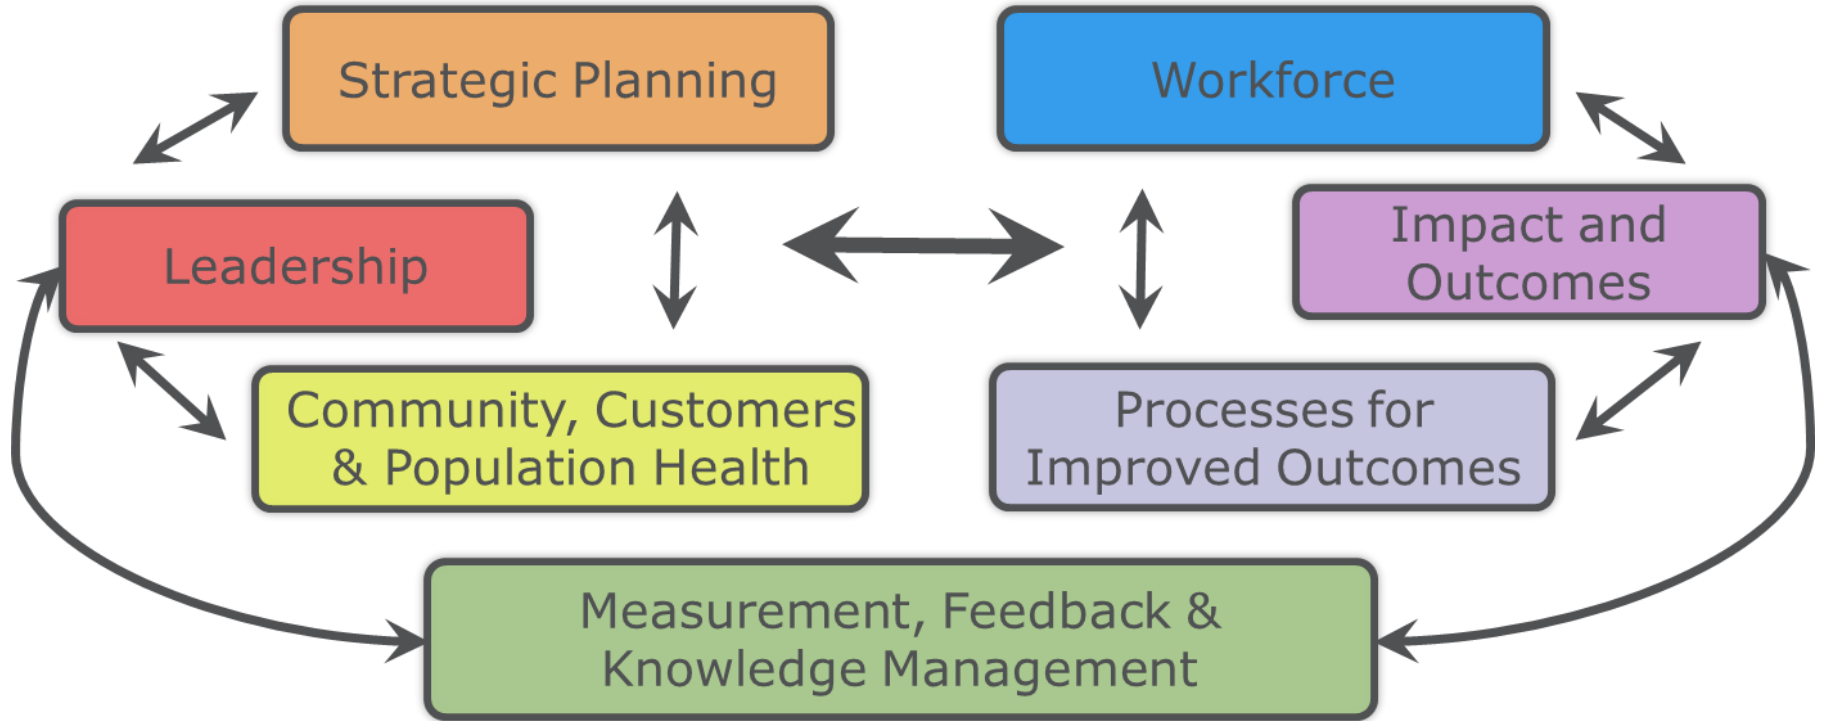 Strategic Planning
Workforce
Leadership
Impact and
Outcomes
Community, Customers
& Population Health
Processes for
Improved Outcomes
Measurement, Feedback &
Knowledge Management